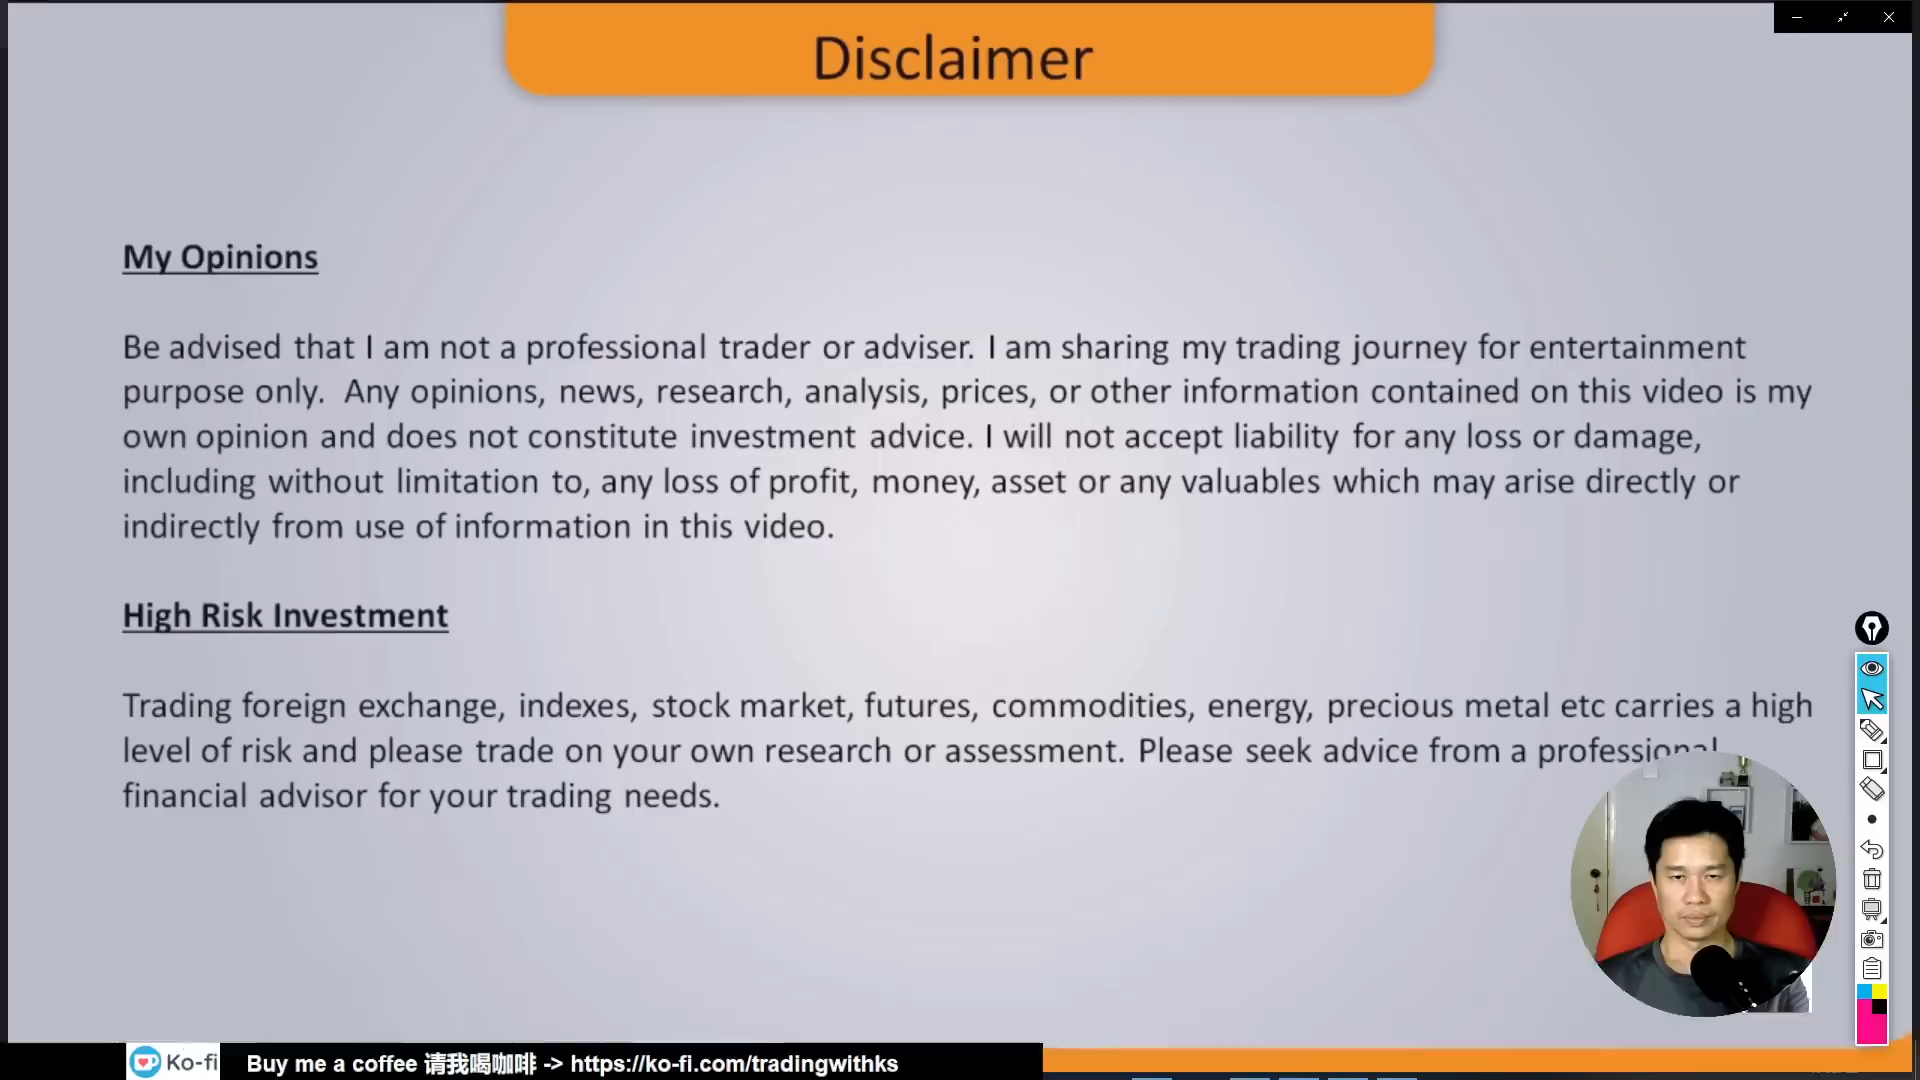 Disclaimer
My Opinions
Be advised that I am not a professional trader or adviser. I am sharing my trading journey for entertainment
purpose only. Any opinions, news, research, analysis, prices, or other information contained on this video is my
own opinion and does not constitute investment advice. I will not accept liability for any loss or damage,
including without limitation to, any loss of profit, money, asset or any valuables which may arise directly or
indirectly from use of information in this video.
High Risk Investment
Trading foreign exchange, indexes, stock market, futures, commodities, energy, precious metal etc carries a high
level of risk and please trade on your own research or assessment. Please seek advice from a professional
financial advisor for your trading needs.
Ko-fi
Buy me a coffee 请我喝咖啡 -> https://ko-fi.com/tradingwithks